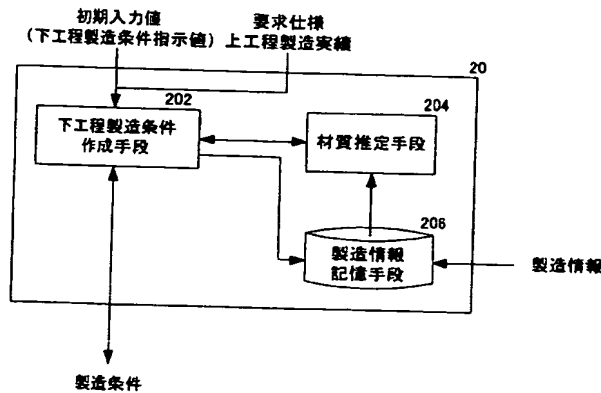 初期入力値
(下工程製造条件指示値)
要求仕様
上工程製造実績
20
202
下工程製造条件
作成手段
204
材質推定手段
206
製造情報
記憶手段
製造情報
製造条件